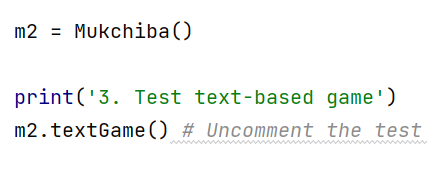 m2 = Mukchiba()
print('3. Test text-based game')
m2.textGame() # Uncomment the test